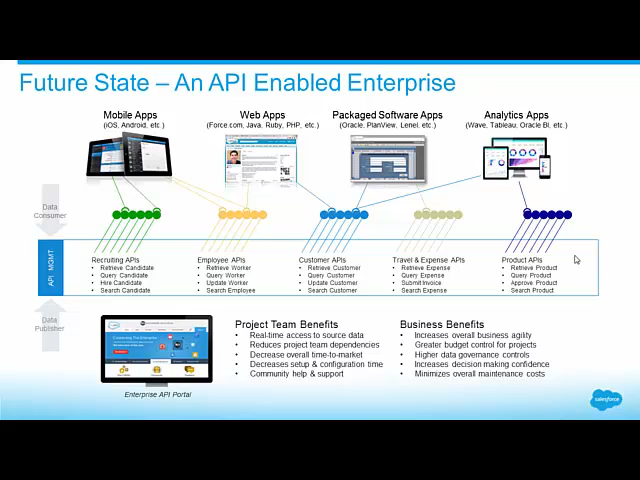 Future State – An API Enabled Enterprise
Mobile Apps
(iOS, Android, etc.)
Web Apps
(Force.com, Java, Ruby, PHP, etc.)
Packaged Software Apps
(Oracle, PlanView, Lenel, etc.)
Analytics Apps
(Wave, Tableau, Oracle BI, etc.)
Data
Consumer
API MGMT
Recruiting APIs
• Retrieve Candidate
• Query Candidate
• Hire Candidate
• Search Candidate
Employee APIs
• Retrieve Worker
• Query Worker
• Update Worker
• Search Employee
Customer APIs
• Retrieve Customer
• Query Customer
• Update Customer
• Search Customer
Travel & Expense APIs
• Retrieve Expense
• Query Expense
• Submit Invoice
• Search Expense
Product APIs
• Retrieve Product
• Query Product
• Approve Product
• Search Product
Data
Publisher
Enterprise API Portal
Project Team Benefits
• Real-time access to source data
• Reduces project team dependencies
• Decrease overall time-to-market
• Decreases setup & configuration time
• Community help & support
Business Benefits
• Increases overall business agility
• Greater budget control for projects
• Higher data governance controls
• Increases decision making confidence
• Minimizes overall maintenance costs
salesforce